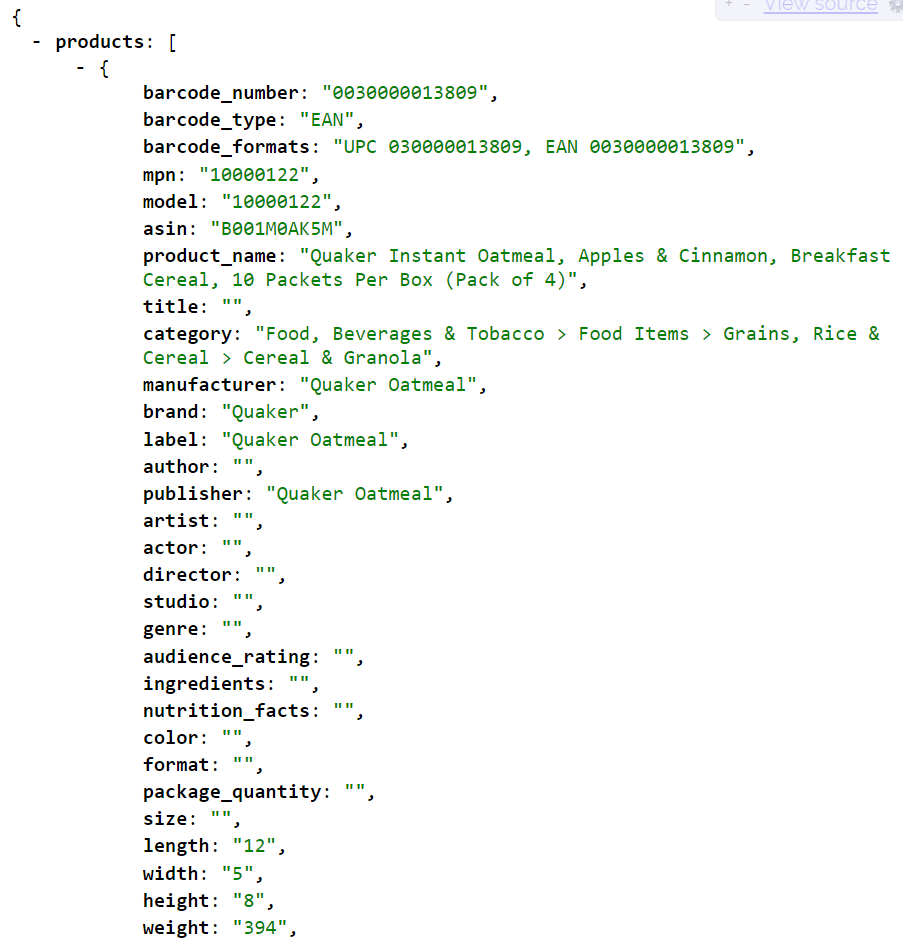 + - View source
{
- products: [
- {
barcode_number: "0030000013809",
barcode_type: "EAN",
barcode_formats: "UPC 030000013809, EAN 0030000013809",
mpn: "10000122",
model: "10000122",
asin: "B001M0AK5M",
product_name: "Quaker Instant Oatmeal, Apples & Cinnamon, Breakfast
Cereal, 10 Packets Per Box (Pack of 4)",
title: "",
category: "Food, Beverages & Tobacco > Food Items > Grains, Rice &
Cereal > Cereal & Granola",
manufacturer: "Quaker Oatmeal",
brand: "Quaker",
label: "Quaker Oatmeal",
author: "",
publisher: "Quaker Oatmeal",
artist: "",
actor: "",
director: "",
studio: "",
genre: "",
audience_rating: "",
ingredients: "",
nutrition_facts: "",
color: "",
format: "",
package_quantity: "",
size: "",
length: "12",
width: "5",
height: "8",
weight: "394",